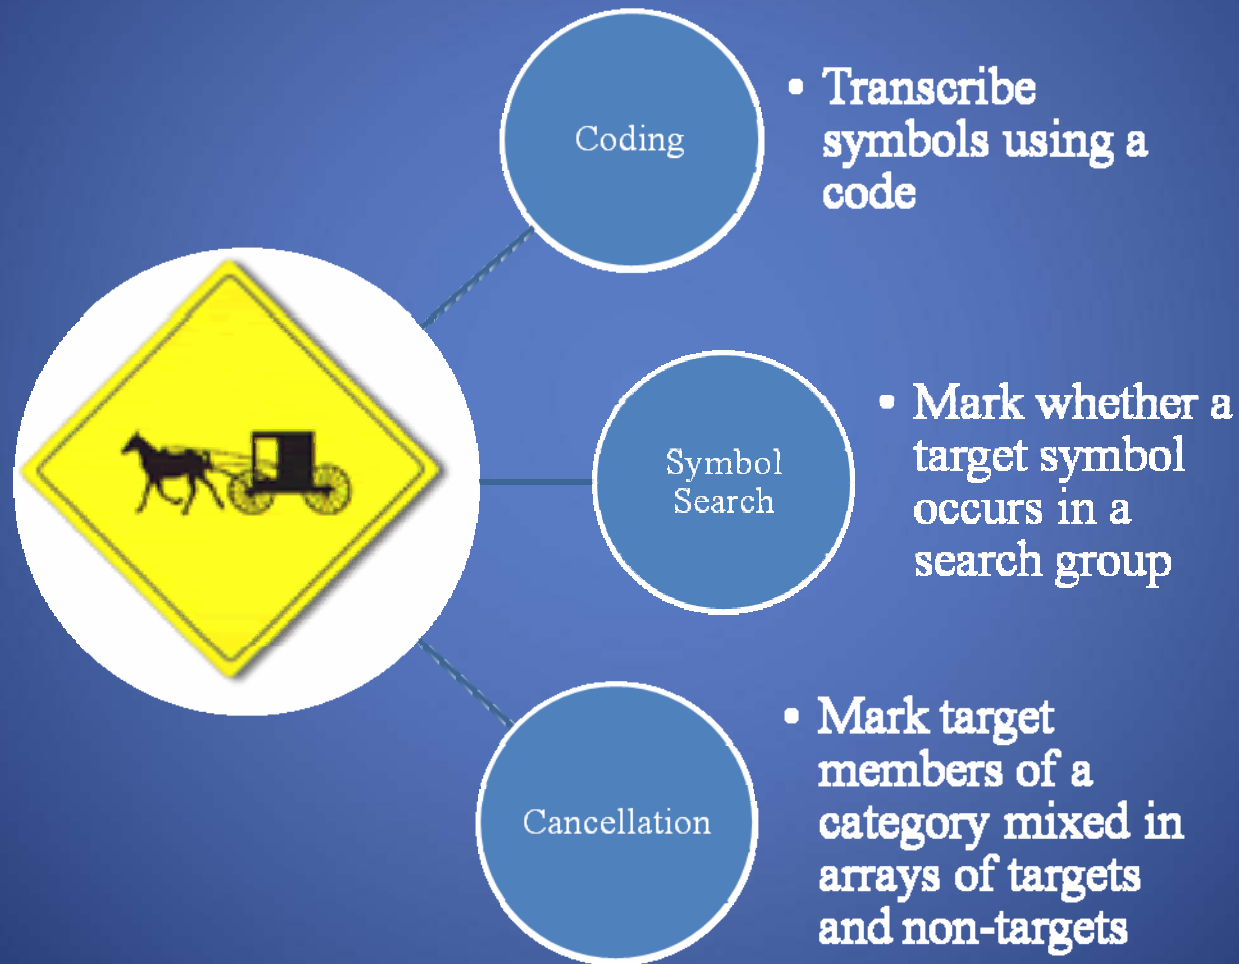 Coding
• Transcribe
symbols using a
code
Symbol
Search
• Mark whether a
target symbol
occurs in a
search group
Cancellation
• Mark target
members of a
category mixed in
arrays of targets
and non-targets